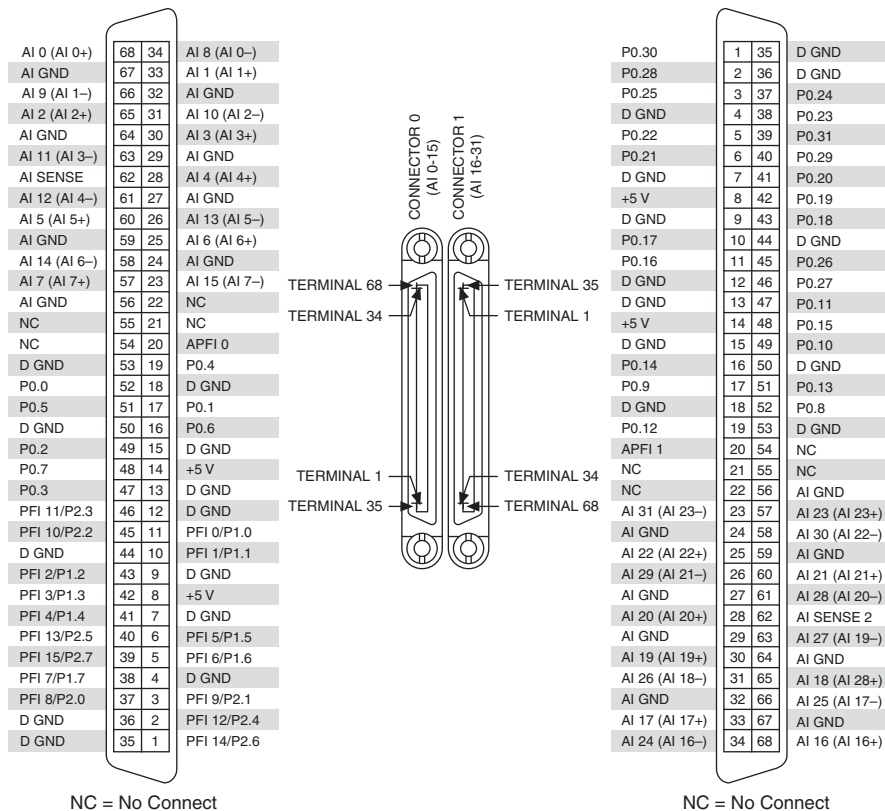 AI 0 (AI 0+) 68 34 AI 8 (AI 0–)
AI GND 67 33 AI 1 (AI 1+)
AI 9 (AI 1–) 66 32 AI GND
AI 2 (AI 2+) 65 31 AI 10 (AI 2–)
AI GND 64 30 AI 3 (AI 3+)
AI 11 (AI 3–) 63 29 AI GND
AI SENSE 62 28 AI 4 (AI 4+)
AI 12 (AI 4–) 61 27 AI GND
AI 5 (AI 5+) 60 26 AI 13 (AI 5–)
AI GND 59 25 AI 6 (AI 6+)
AI 14 (AI 6–) 58 24 AI GND
AI 7 (AI 7+) 57 23 AI 15 (AI 7–)
AI GND 56 22 NC
NC 55 21 NC
NC 54 20 APFI 0
D GND 53 19 P0.4
P0.0 52 18 D GND
P0.5 51 17 P0.1
D GND 50 16 P0.6
P0.2 49 15 D GND
P0.7 48 14 +5 V
P0.3 47 13 D GND
PFI 11/P2.3 46 12 D GND
PFI 10/P2.2 45 11 PFI 0/P1.0
D GND 44 10 PFI 1/P1.1
PFI 2/P1.2 43 9 D GND
PFI 3/P1.3 42 8 +5 V
PFI 4/P1.4 41 7 D GND
PFI 13/P2.5 40 6 PFI 5/P1.5
PFI 15/P2.7 39 5 PFI 6/P1.6
PFI 7/P1.7 38 4 D GND
PFI 8/P2.0 37 3 PFI 9/P2.1
D GND 36 2 PFI 12/P2.4
D GND 35 1 PFI 14/P2.6
NC = No Connect
CONNECTOR 0
(AI 0-15)
CONNECTOR 1
(AI 16-31)
TERMINAL 68
TERMINAL 34
TERMINAL 35
TERMINAL 1
TERMINAL 1
TERMINAL 35
TERMINAL 34
TERMINAL 68
P0.30 1 35 D GND
P0.28 2 36 D GND
P0.25 3 37 P0.24
D GND 4 38 P0.23
P0.22 5 39 P0.31
P0.21 6 40 P0.29
D GND 7 41 P0.20
+5 V 8 42 P0.19
D GND 9 43 P0.18
P0.17 10 44 D GND
P0.16 11 45 P0.26
D GND 12 46 P0.27
D GND 13 47 P0.11
+5 V 14 48 P0.15
D GND 15 49 P0.10
P0.14 16 50 D GND
P0.9 17 51 P0.13
D GND 18 52 P0.8
P0.12 19 53 D GND
APFI 1 20 54 NC
NC 21 55 NC
NC 22 56 AI GND
AI 31 (AI 23–) 23 57 AI 23 (AI 23+)
AI GND 24 58 AI 30 (AI 22–)
AI 22 (AI 22+) 25 59 AI GND
AI 29 (AI 21–) 26 60 AI 21 (AI 21+)
AI GND 27 61 AI 28 (AI 20–)
AI 20 (AI 20+) 28 62 AI SENSE 2
AI GND 29 63 AI 27 (AI 19–)
AI 19 (AI 19+) 30 64 AI GND
AI 26 (AI 18–) 31 65 AI 18 (AI 28+)
AI GND 32 66 AI 25 (AI 17–)
AI 17 (AI 17+) 33 67 AI GND
AI 24 (AI 16–) 34 68 AI 16 (AI 16+)
NC = No Connect